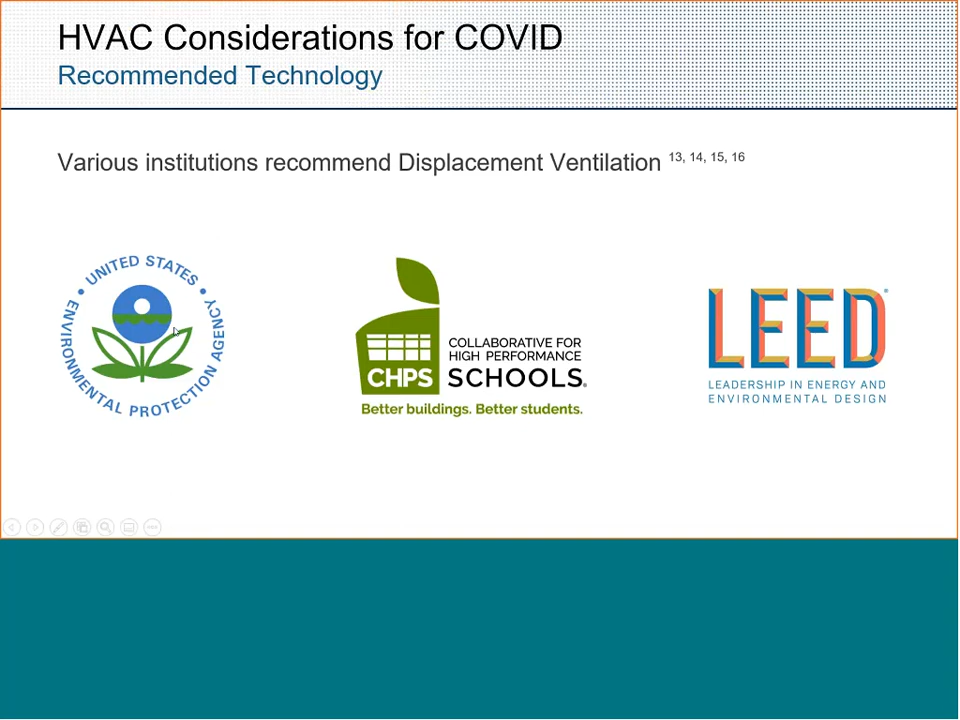 HVAC Considerations for COVID
Recommended Technology
Various institutions recommend Displacement Ventilation 13, 14, 15, 16
UNITED STATES
ENVIRONMENTAL PROTECTION AGENCY
COLLABORATIVE FOR
HIGH PERFORMANCE
CHPS SCHOOLS®
Better buildings. Better students.
LEED®
LEADERSHIP IN ENERGY AND
ENVIRONMENTAL DESIGN